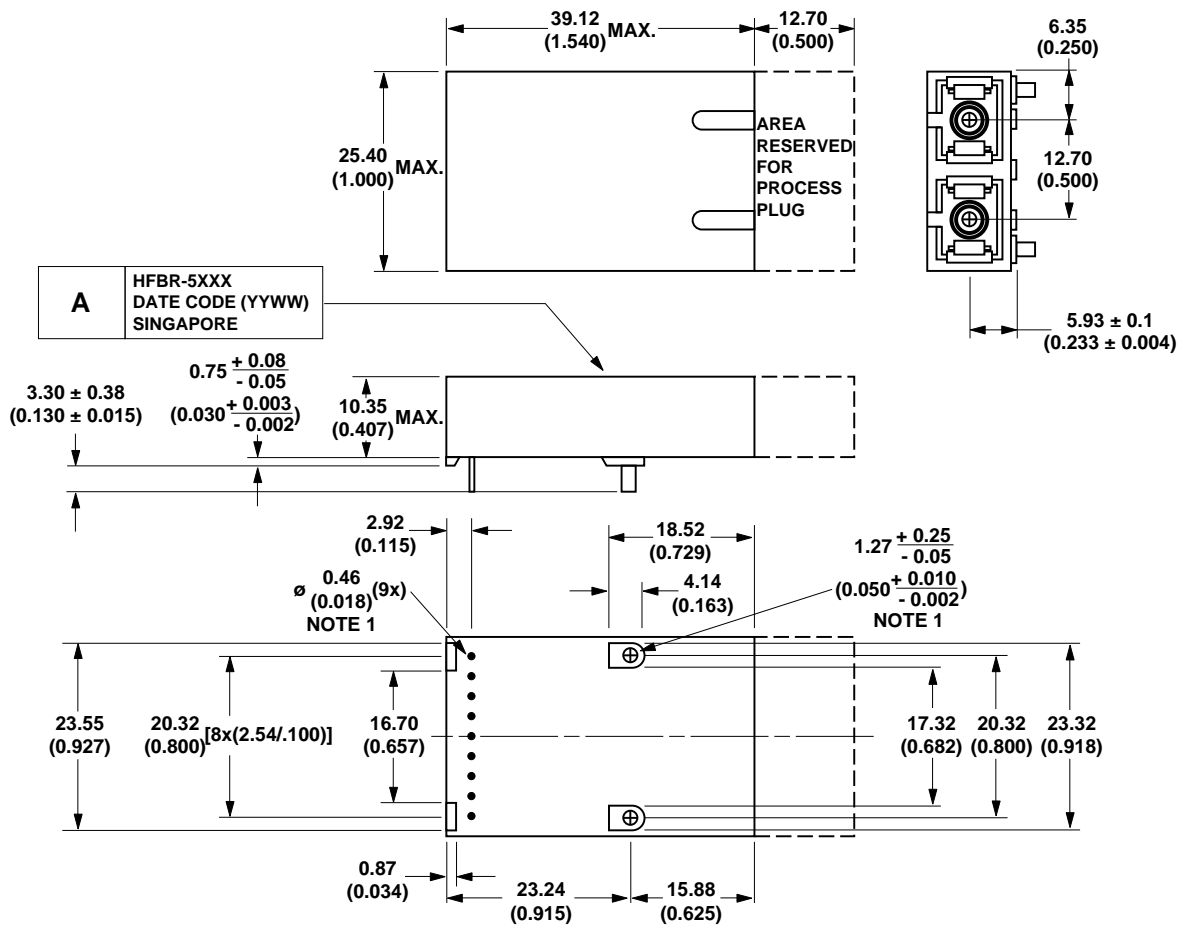 39.12
(1.540) MAX.
12.70
(0.500)
6.35
(0.250)
25.40
(1.000) MAX.
AREA
RESERVED
FOR
PROCESS
PLUG
12.70
(0.500)
A
HFBR-5XXX
DATE CODE (YYWW)
SINGAPORE
5.93 ± 0.1
(0.233 ± 0.004)
3.30 ± 0.38
(0.130 ± 0.015)
0.75 + 0.08
- 0.05
(0.030 + 0.003
- 0.002)
10.35
(0.407) MAX.
2.92
(0.115)
18.52
(0.729)
4.14
(0.163)
1.27 + 0.25
- 0.05
(0.050 + 0.010
- 0.002)
NOTE 1
ø 0.46
(0.018) (9x)
NOTE 1
23.55
(0.927)
20.32
(0.800) [8x(2.54/.100)]
16.70
(0.657)
17.32
(0.682)
20.32
(0.800)
23.32
(0.918)
0.87
(0.034)
23.24
(0.915)
15.88
(0.625)